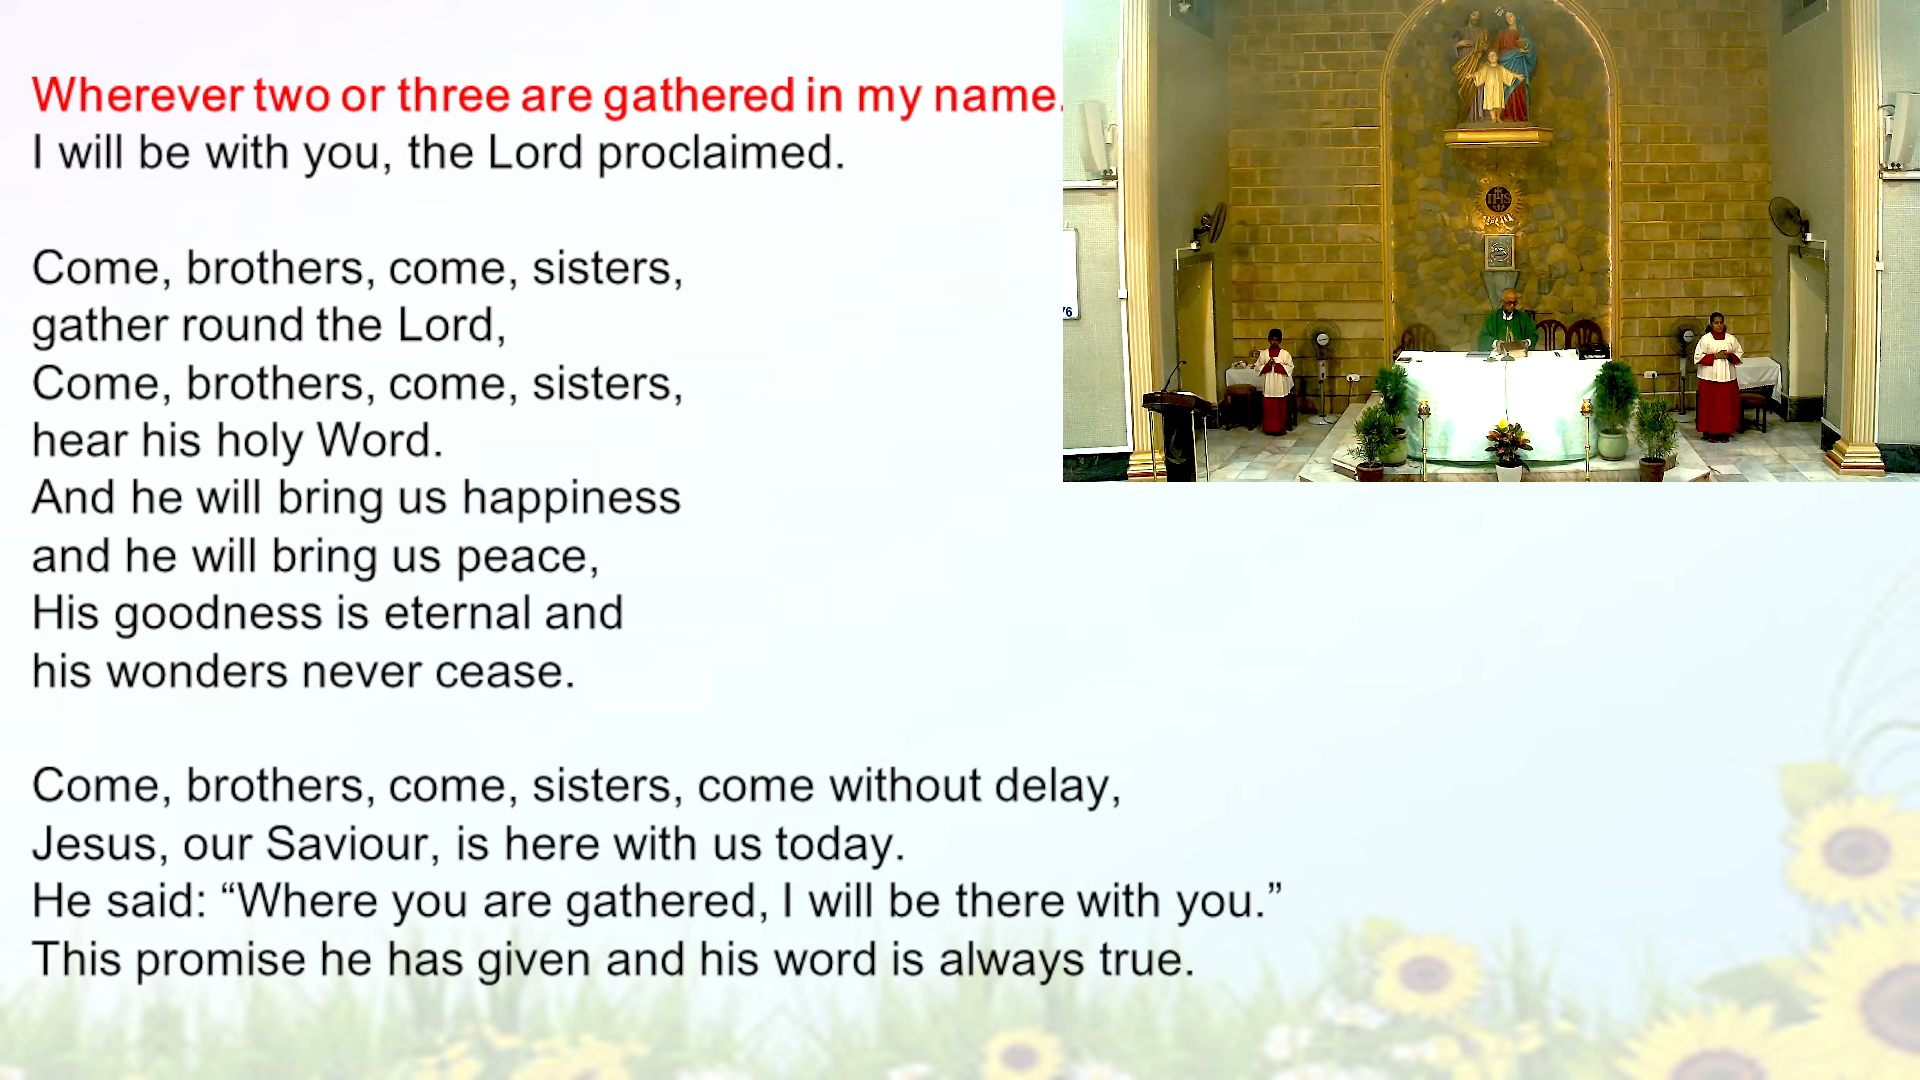 Wherever two or three are gathered in my name.
I will be with you, the Lord proclaimed.
Come, brothers, come, sisters,
gather round the Lord,
Come, brothers, come, sisters,
hear his holy Word.
And he will bring us happiness
and he will bring us peace,
His goodness is eternal and
his wonders never cease.
Come, brothers, come, sisters, come without delay,
Jesus, our Saviour, is here with us today.
He said: “Where you are gathered, I will be there with you.”
This promise he has given and his word is always true.
IHS
76